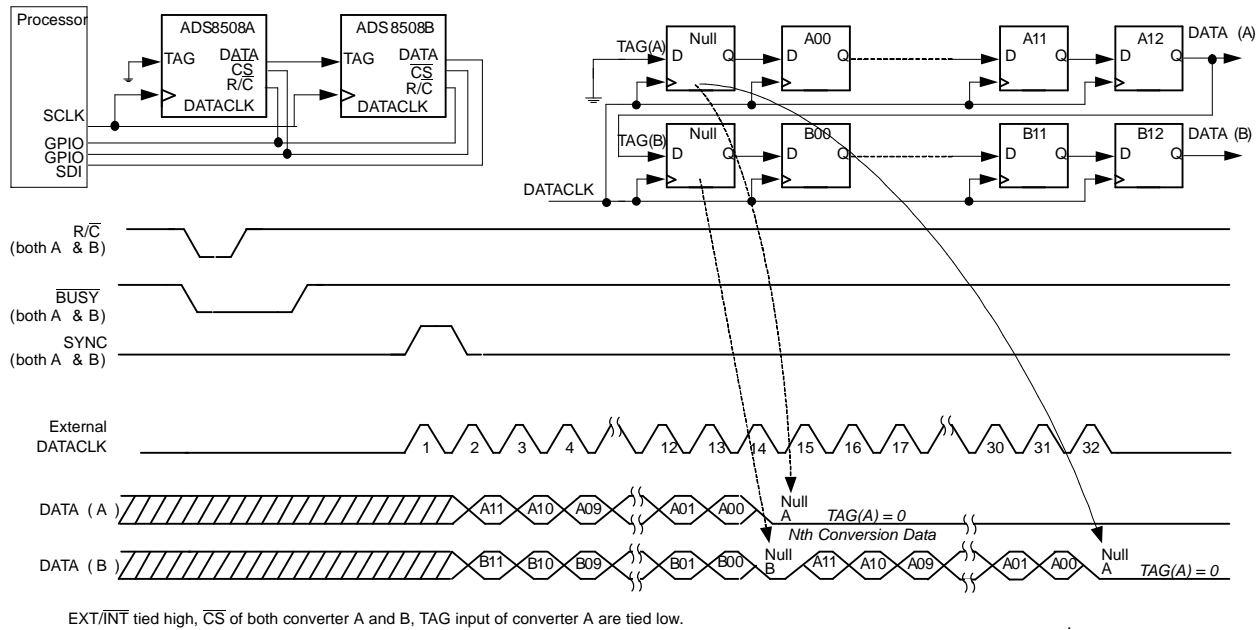 Processor
ADS8508A
TAG
DATA
CS
R/C
DATACLK
ADS8508B
TAG
DATA
CS
R/C
DATACLK
SCLK
GPIO
GPIO
SDI
TAG(A)
Null
D Q
A00
D Q
A11
D Q
A12
D Q
DATA (A)
TAG(B)
Null
D Q
B00
D Q
B11
D Q
B12
D Q
DATA (B)
DATACLK
R/C
(both A & B)
BUSY
(both A & B)
SYNC
(both A & B)
External
DATACLK
1 2 3 4 12 13 14 15 16 17 30 31 32
DATA (A)
A11 A10 A09 A01 A00
Null
A
TAG(A) = 0
Nth Conversion Data
DATA (B)
B11 B10 B09 B01 B00
Null
B
A11 A10 A09 A01 A00
Null
A
TAG(A) = 0
EXT/INT tied high, CS of both converter A and B, TAG input of converter A are tied low.